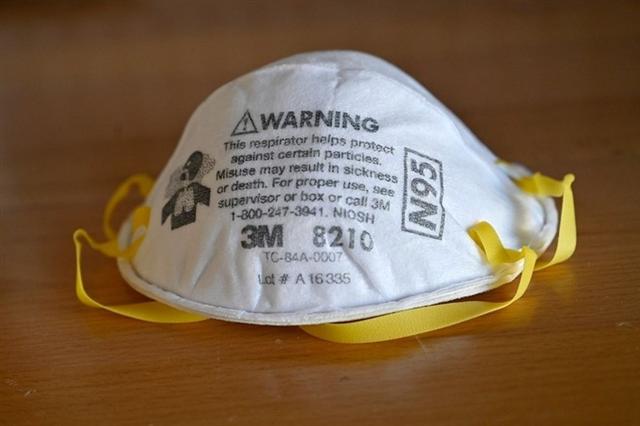 WARNING
This respirator helps protect
against certain particles.
Misuse may result in sickness
or death. For proper use, see
supervisor or box or call 3M
1-800-247-3941. NIOSH
3M 8210
TC-84A-0007
Lot # A16335
N95